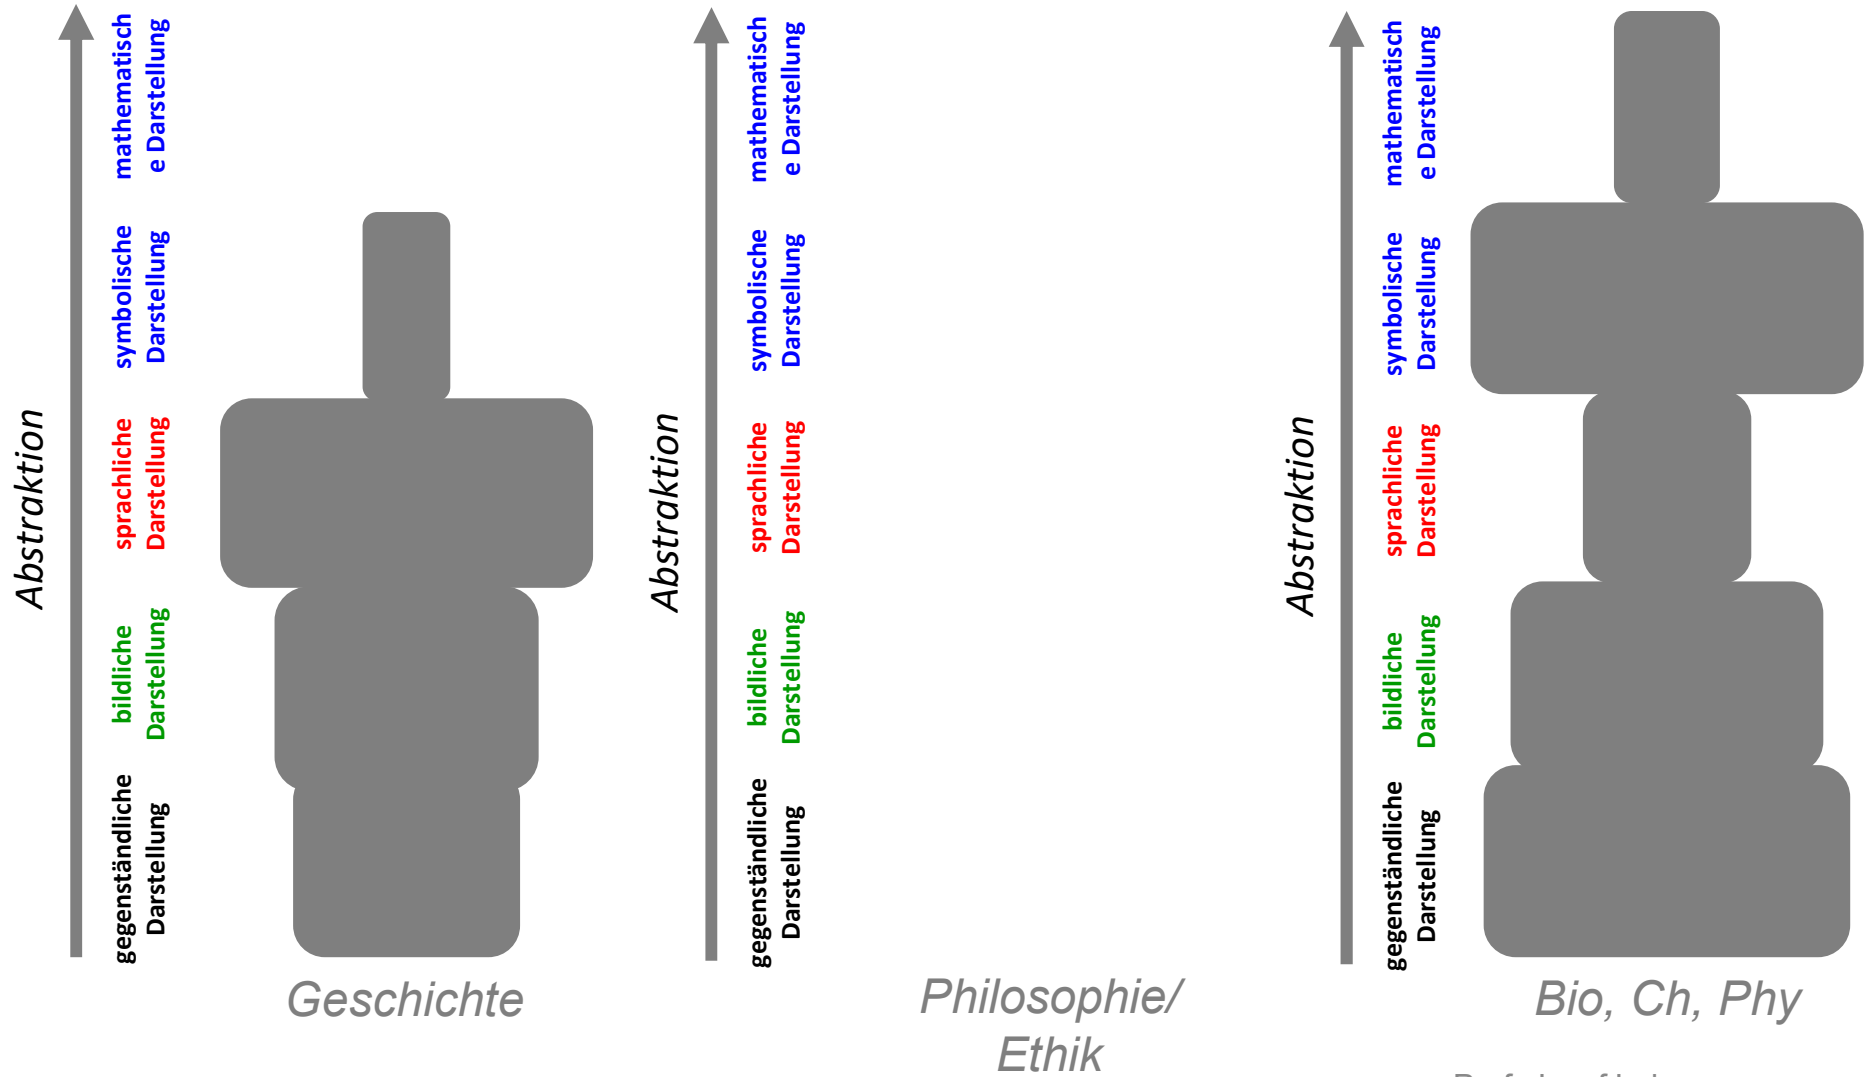 Abstraktion
mathematisch
e Darstellung
symbolische
Darstellung
sprachliche
Darstellung
bildliche
Darstellung
gegenständliche
Darstellung
Geschichte
Abstraktion
mathematisch
e Darstellung
symbolische
Darstellung
sprachliche
Darstellung
bildliche
Darstellung
gegenständliche
Darstellung
Philosophie/
Ethik
Abstraktion
mathematisch
e Darstellung
symbolische
Darstellung
sprachliche
Darstellung
bildliche
Darstellung
gegenständliche
Darstellung
Bio, Ch, Phy